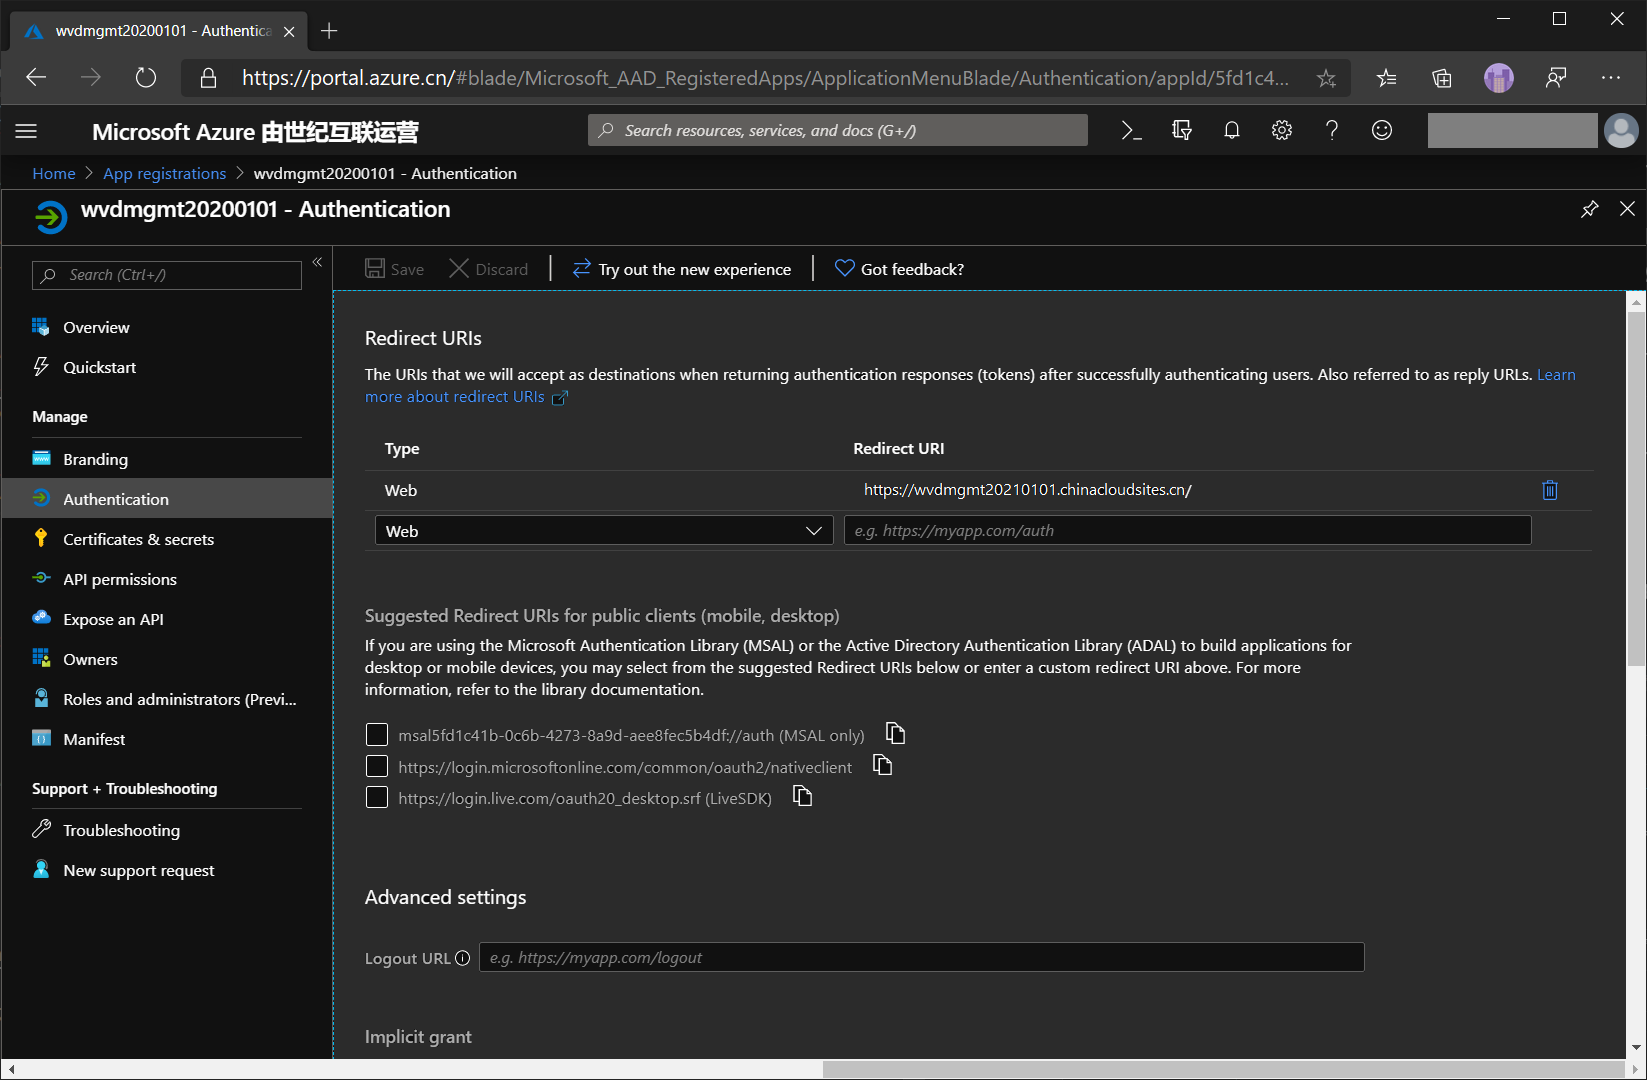 wvdmgmt20200101 - Authentica
https://portal.azure.cn/#blade/Microsoft_AAD_RegisteredApps/ApplicationMenuBlade/Authentication/appId/5fd1c4...
Microsoft Azure 由世纪互联运营
Search resources, services, and docs (G+/)
Home > App registrations > wvdmgmt20200101 - Authentication
wvdmgmt20200101 - Authentication
Search (Ctrl+/)
Overview
Quickstart
Manage
Branding
Authentication
Certificates & secrets
API permissions
Expose an API
Owners
Roles and administrators (Previ...
Manifest
Support + Troubleshooting
Troubleshooting
New support request
Save
Discard
Try out the new experience
Got feedback?
Redirect URIs
The URIs that we will accept as destinations when returning authentication responses (tokens) after successfully authenticating users. Also referred to as reply URLs. Learn
more about redirect URIs
Type
Redirect URI
Web
https://wvdmgmt20210101.chinacloudsites.cn/
Web
e.g. https://myapp.com/auth
Suggested Redirect URIs for public clients (mobile, desktop)
If you are using the Microsoft Authentication Library (MSAL) or the Active Directory Authentication Library (ADAL) to build applications for
desktop or mobile devices, you may select from the suggested Redirect URIs below or enter a custom redirect URI above. For more
information, refer to the library documentation.
msal5fd1c41b-0c6b-4273-8a9d-aee8fec5b4df://auth (MSAL only)
https://login.microsoftonline.com/common/oauth2/nativeclient
https://login.live.com/oauth20_desktop.srf (LiveSDK)
Advanced settings
Logout URL
e.g. https://myapp.com/logout
Implicit grant